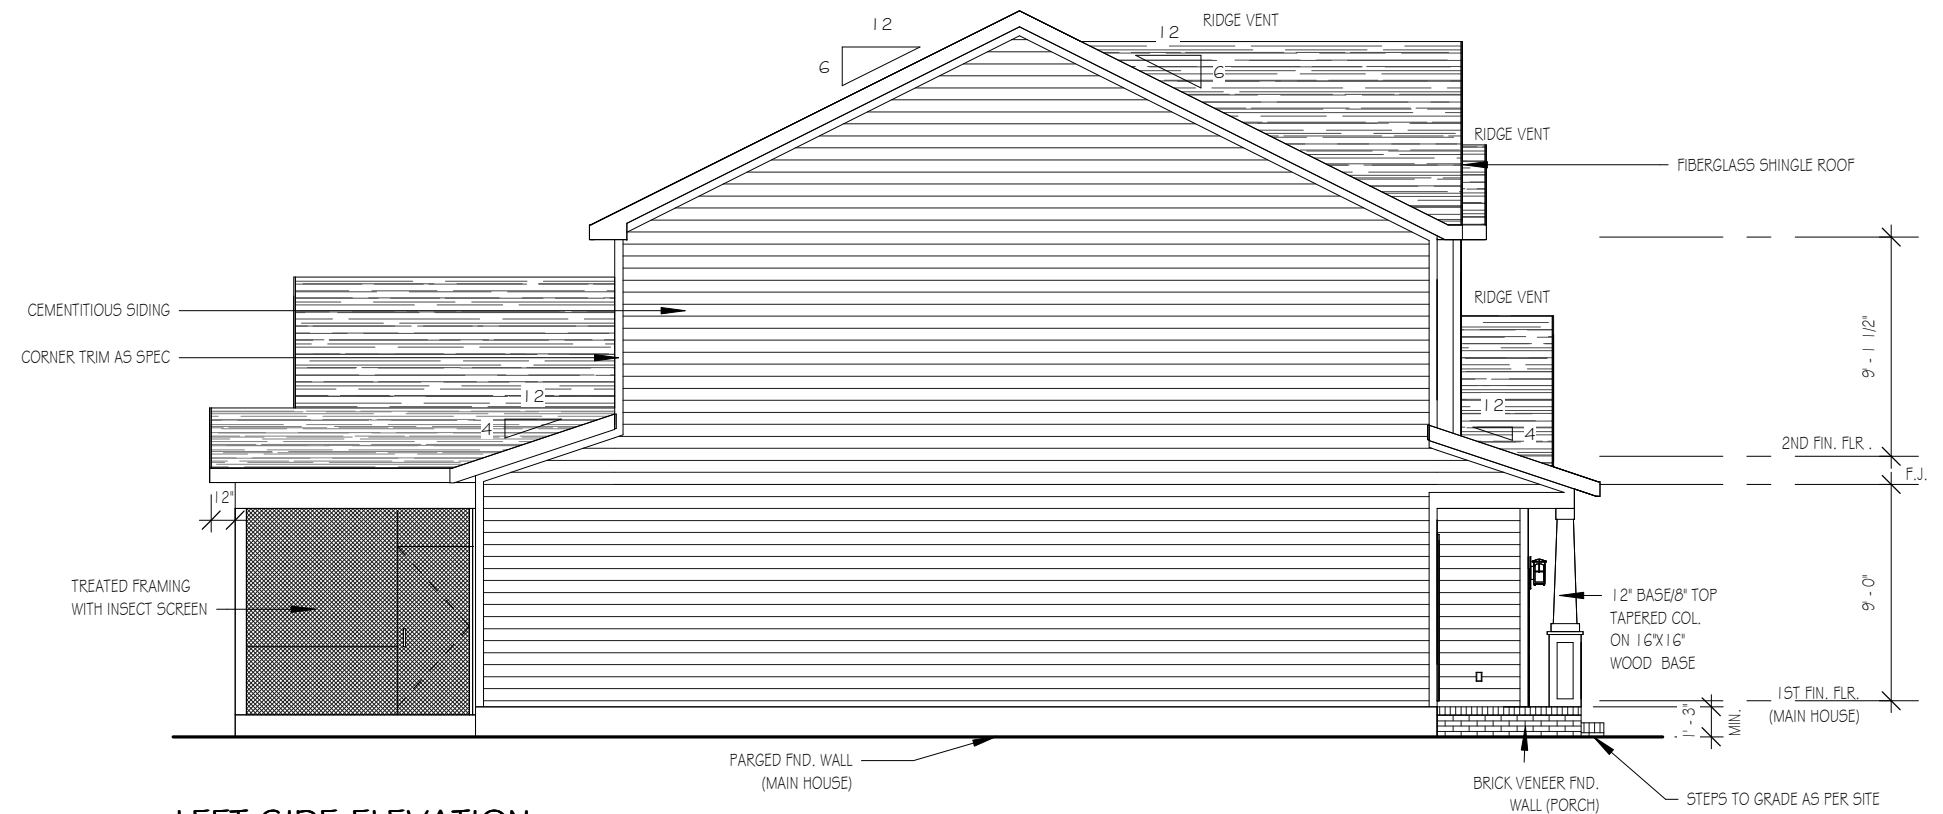 12
6
RIDGE VENT
12
6
RIDGE VENT
FIBERGLASS SHINGLE ROOF
CEMENTITIOUS SIDING
CORNER TRIM AS SPEC
RIDGE VENT
9' - 1 1/2"
12
4
12
4
2ND FIN. FLR .
F.J.
12"
TREATED FRAMING
WITH INSECT SCREEN
12" BASE/8" TOP
TAPERED COL.
ON 16"X16"
WOOD BASE
9' - 0"
1ST FIN. FLR.
(MAIN HOUSE)
1' - 3"
MIN.
PARGED FND. WALL
(MAIN HOUSE)
BRICK VENEER FND.
WALL (PORCH)
STEPS TO GRADE AS PER SITE
LEFT SIDE ELEVATION